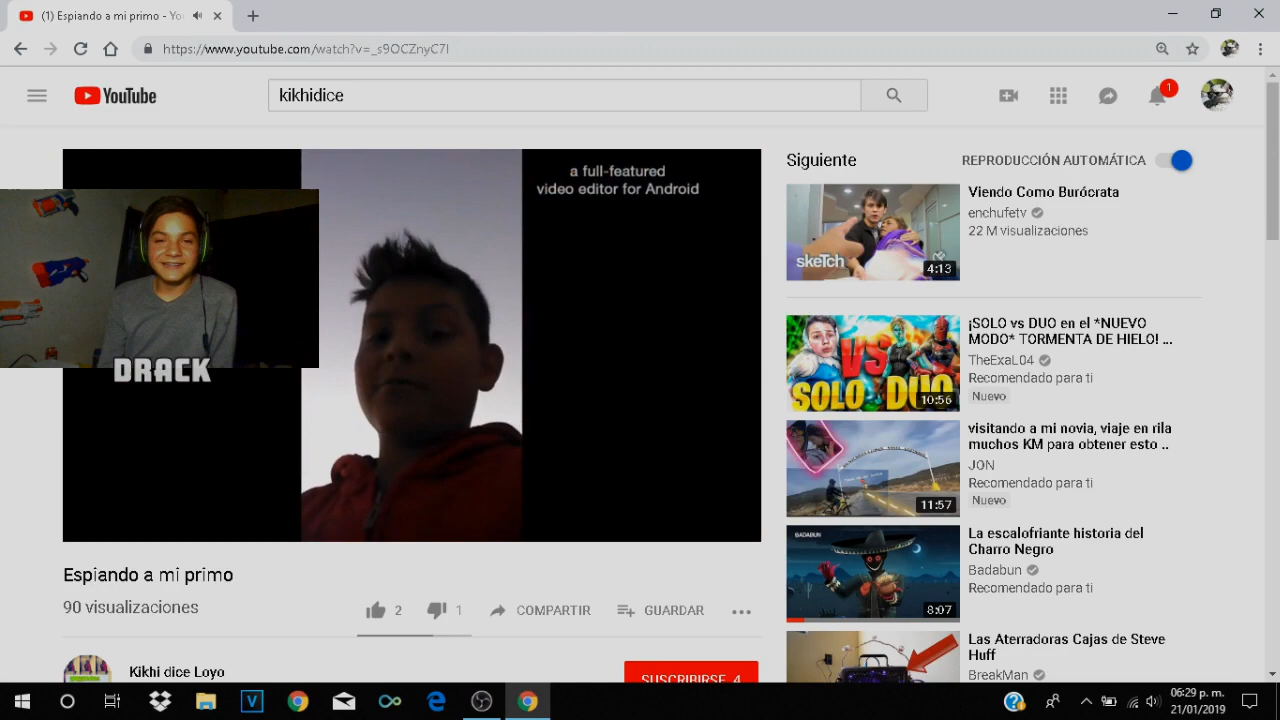 (1) Espiando a mi primo - Yo
https://www.youtube.com/watch?v=_s9OCZnyC7I
YouTube
kikhidice
1
a full-featured
video editor for Android
DRACK
Espiando a mi primo
90 visualizaciones
2
1
COMPARTIR
GUARDAR
Kikhi dice Loyo
SUSCRIBIRSE 4
Siguiente
REPRODUCCIÓN AUTOMÁTICA
skeTch
4:13
Viendo Como Burócrata
enchufetv
22 M visualizaciones
VS
SOLO DUO
10:56
¡SOLO vs DUO en el *NUEVO
MODO* TORMENTA DE HIELO! ...
TheExaL04
Recomendado para ti
Nuevo
11:57
visitando a mi novia, viaje en rila
muchos KM para obtener esto ..
JON
Recomendado para ti
Nuevo
BADABUN
8:07
La escalofriante historia del
Charro Negro
Badabun
Recomendado para ti
Las Aterradoras Cajas de Steve
Huff
BreakMan
V
06:29 p. m.
21/01/2019